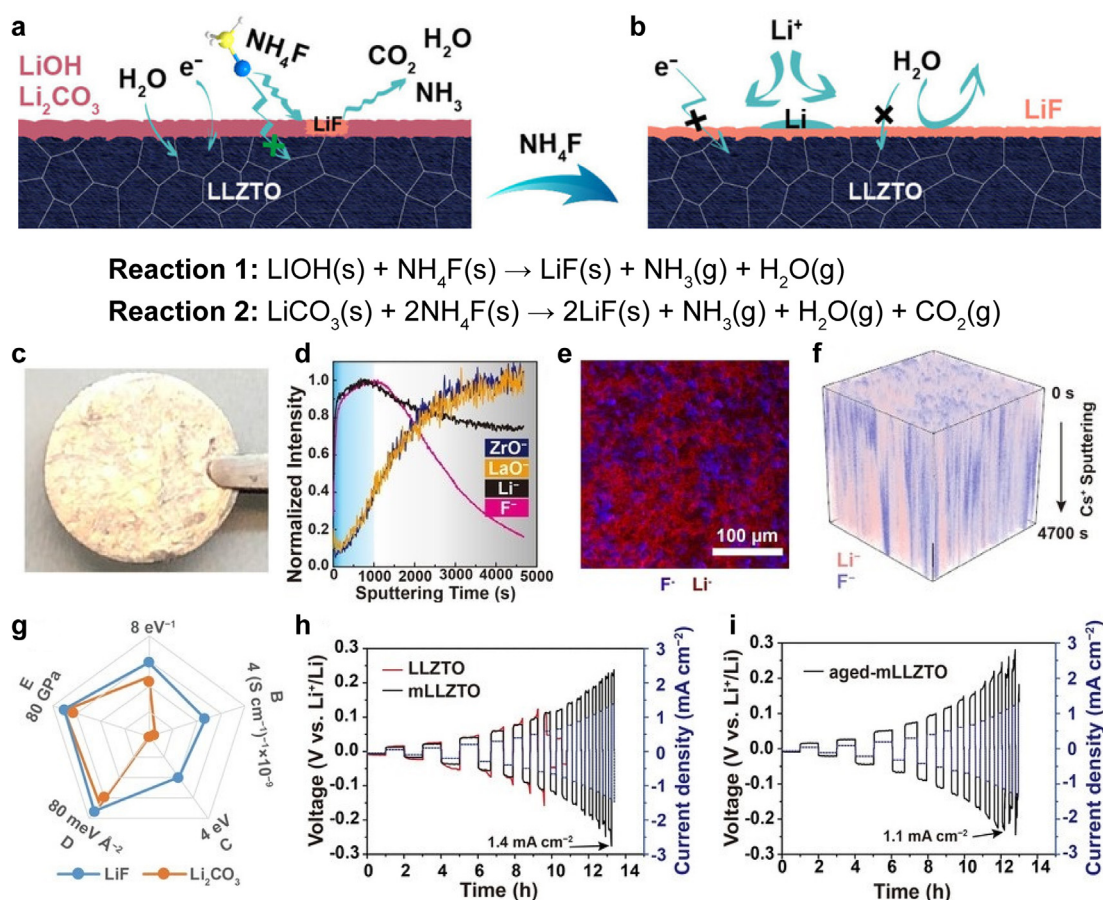 a
LiOH
Li₂CO₃
H₂O
e⁻
NH₄F
CO₂
H₂O
NH₃
LiF
LLZTO
NH₄F
b
e⁻
Li⁺
H₂O
Li
LiF
LLZTO
Reaction 1: LIOH(s) + NH₄F(s) → LiF(s) + NH₃(g) + H₂O(g)
Reaction 2: LiCO₃(s) + 2NH₄F(s) → 2LiF(s) + NH₃(g) + H₂O(g) + CO₂(g)
c
d
Normalized Intensity
1.0
0.8
0.6
0.4
0.2
0.0
ZrO⁻
LaO⁻
Li⁻
F⁻
0 1000 2000 3000 4000 5000
Sputtering Time (s)
e
100 µm
F⁻ Li⁻
f
0 s
Cs⁺ Sputtering
4700 s
Li⁻
F⁻
g
8 eV⁻¹
B
4 (S cm⁻¹)⁻¹×10⁻⁹
4 eV
C
80 meV Å⁻²
D
E
80 GPa
LiF Li₂CO₃
h
Voltage (V vs. Li⁺/Li)
0.3
0.2
0.1
0.0
-0.1
-0.2
-0.3
LLZTO
mLLZTO
1.4 mA cm⁻²
0 2 4 6 8 10 12 14
Time (h)
3
2
1
0
-1
-2
-3
Current density (mA cm⁻²)
i
Voltage (V vs. Li⁺/Li)
0.3
0.2
0.1
0.0
-0.1
-0.2
-0.3
aged-mLLZTO
1.1 mA cm⁻²
0 2 4 6 8 10 12 14
Time (h)
3
2
1
0
-1
-2
-3
Current density (mA cm⁻²)